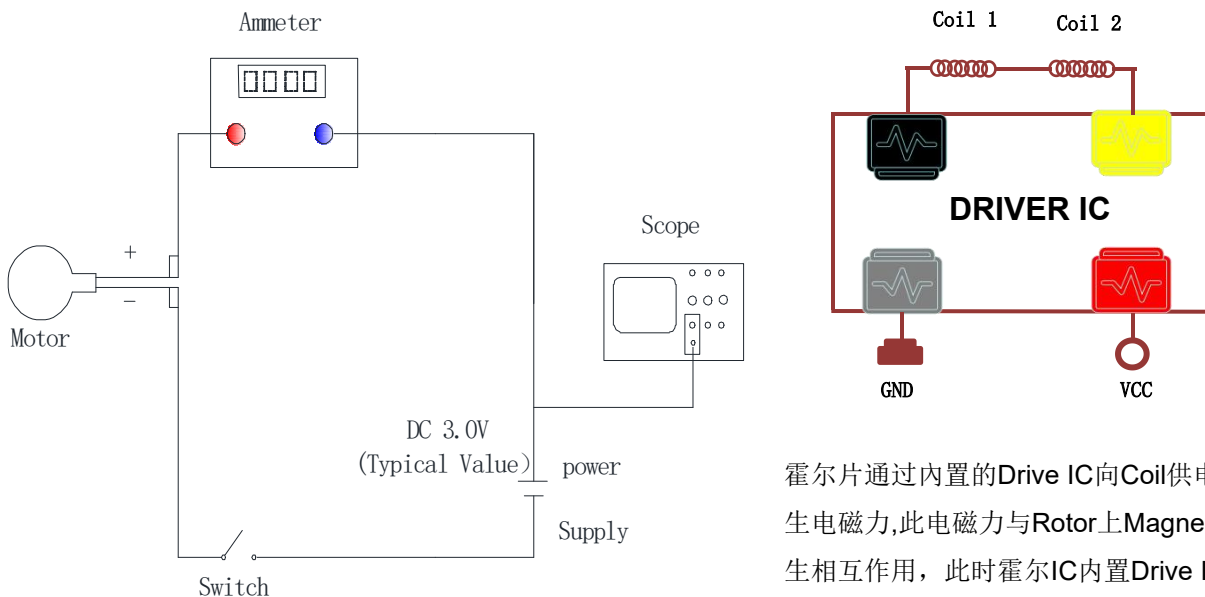 Ammeter
0000
+
−
Motor
Scope
DC 3.0V
(Typical Value)
power
Supply
Switch
Coil 1
Coil 2
DRIVER IC
GND
VCC
霍尔片通过内置的Drive IC向Coil供电
生电磁力,此电磁力与Rotor上Magne
生相互作用，此时霍尔IC内置Drive